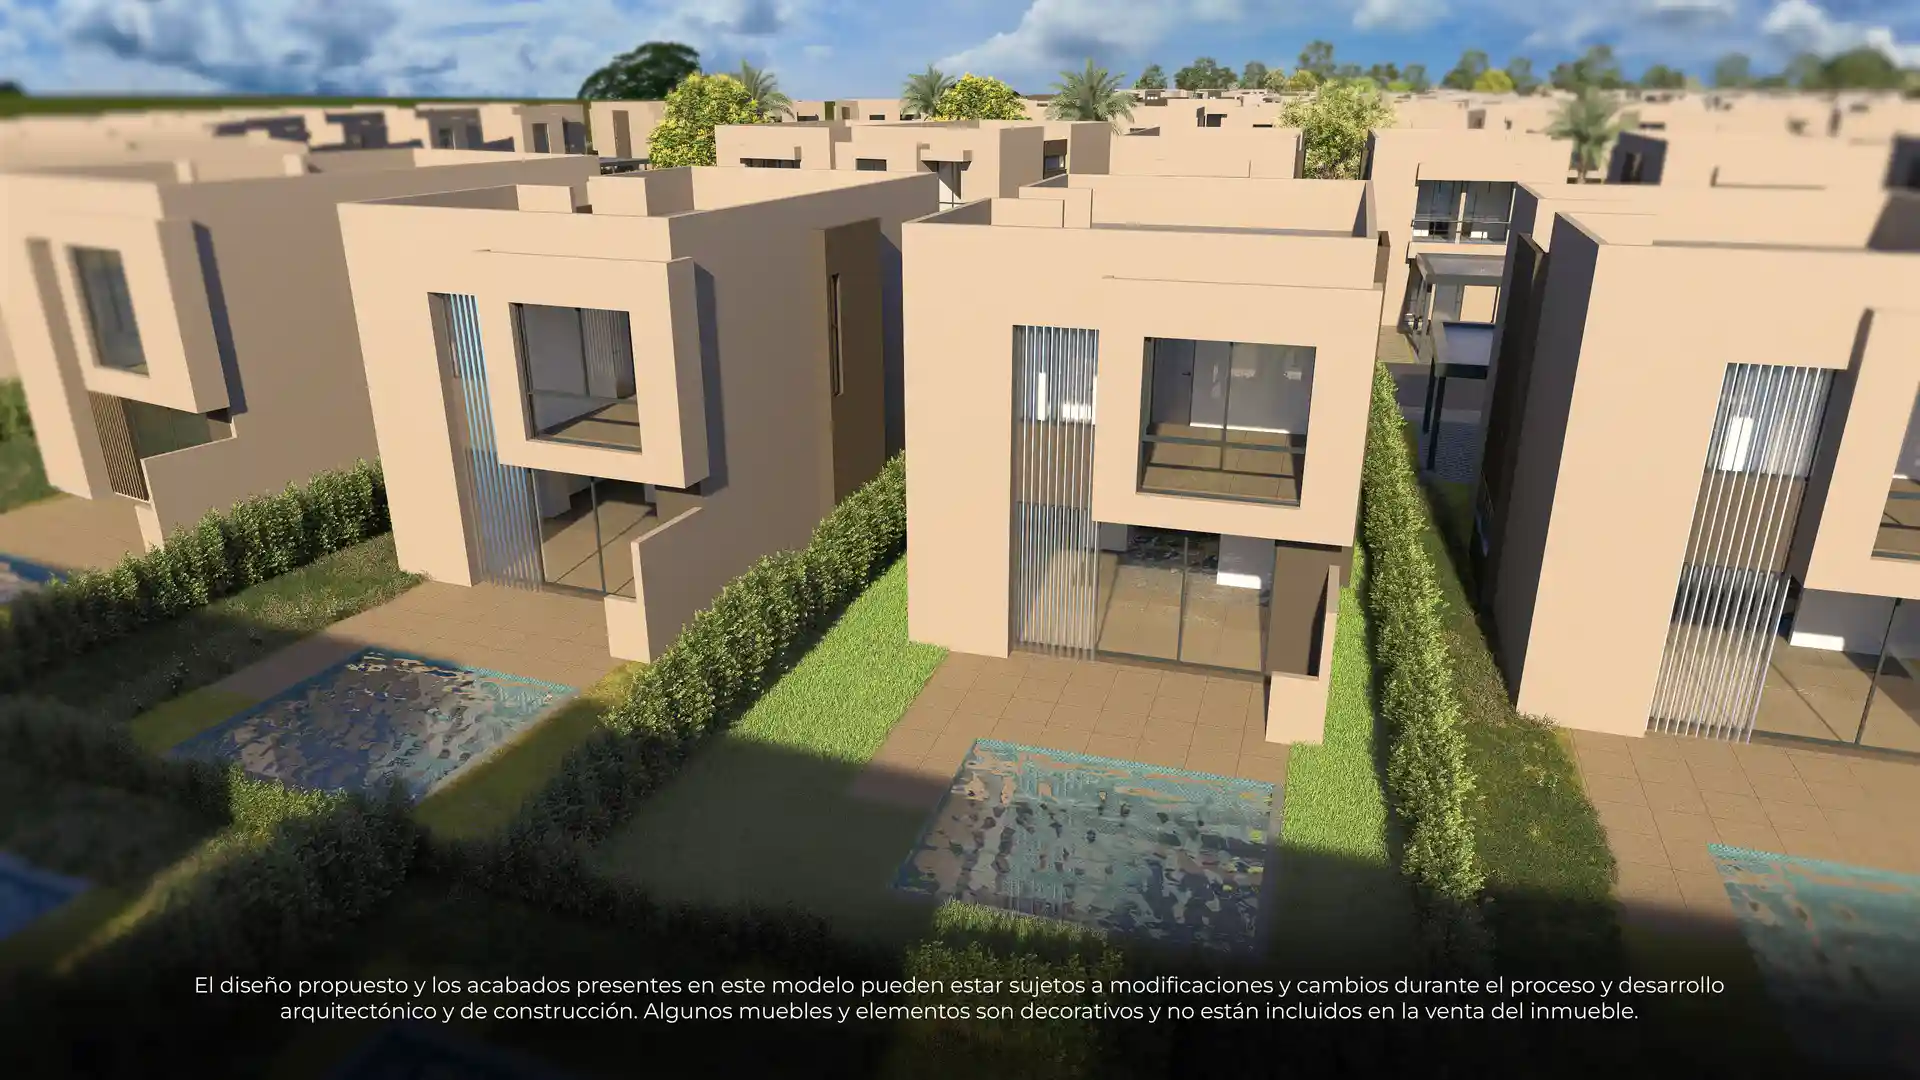 El diseño propuesto y los acabados presentes en este modelo pueden estar sujetos a modificaciones y cambios durante el proceso y desarrollo
arquitectónico y de construcción. Algunos muebles y elementos son decorativos y no están incluidos en la venta del inmueble.